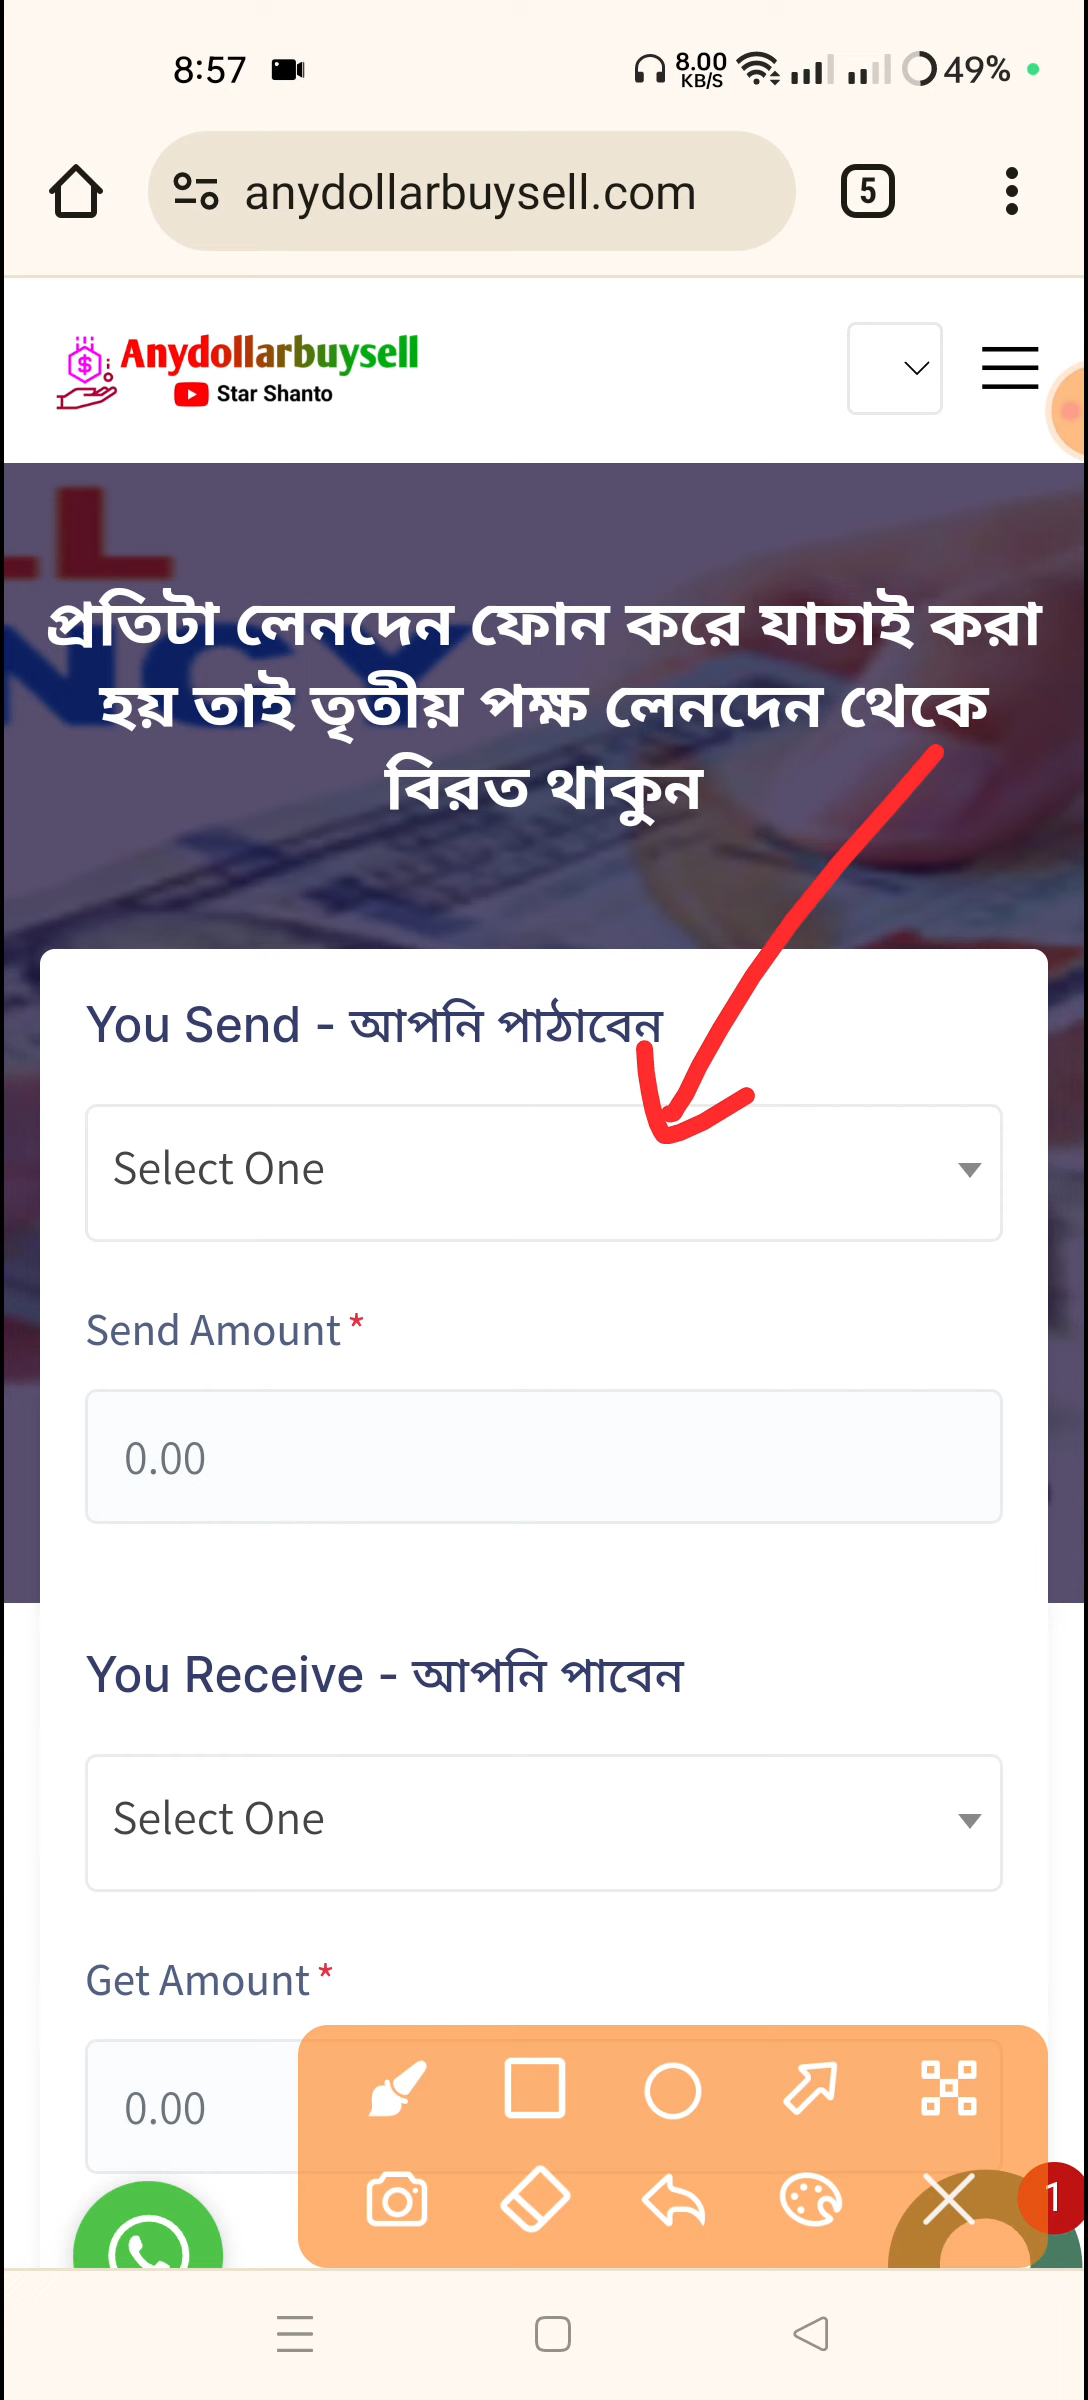 8:57
8.00
KB/S
49%
anydollarbuysell.com
5
Anydollarbuysell
Star Shanto
LL
NCY
প্রতিটা লেনদেন ফোন করে যাচাই করা
হয় তাই তৃতীয় পক্ষ লেনদেন থেকে
বিরত থাকুন
You Send - আপনি পাঠাবেন
Select One
Send Amount *
0.00
You Receive - আপনি পাবেন
Select One
Get Amount *
0.00
1